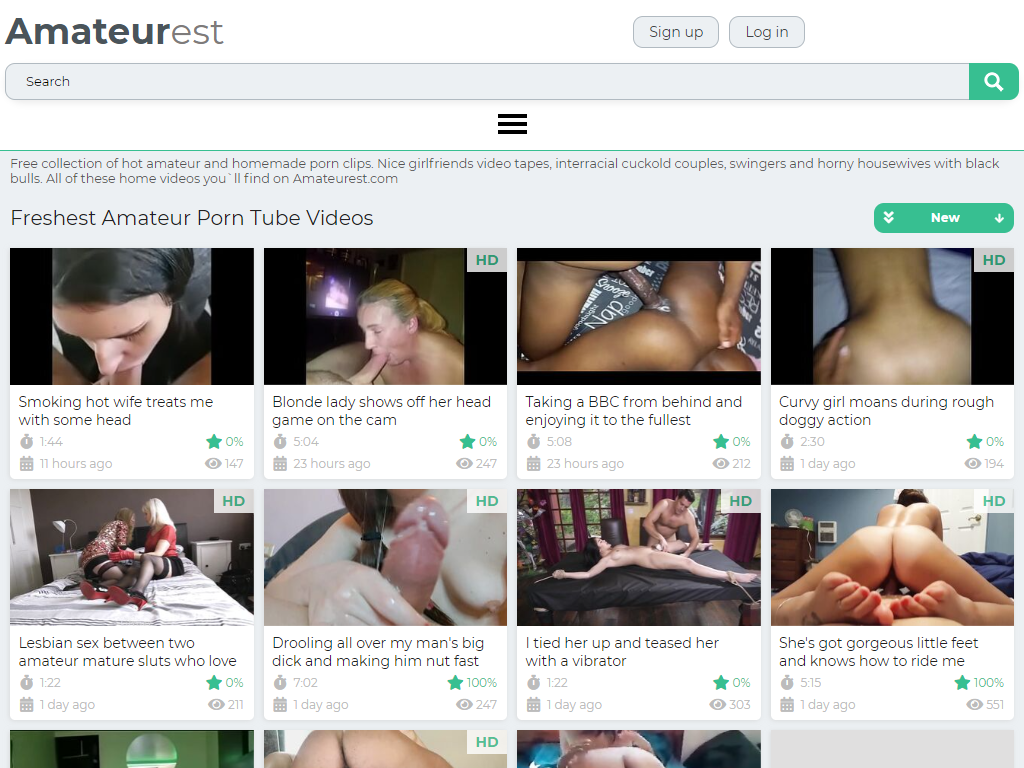 Amateurest
Sign up
Log in
Search
Free collection of hot amateur and homemade porn clips. Nice girlfriends video tapes, interracial cuckold couples, swingers and horny housewives with black
bulls. All of these home videos you`ll find on Amateurest.com
Freshest Amateur Porn Tube Videos
New
HD
HD
Smoking hot wife treats me
with some head
1:44
0%
11 hours ago
147
Blonde lady shows off her head
game on the cam
5:04
0%
23 hours ago
247
Taking a BBC from behind and
enjoying it to the fullest
5:08
0%
23 hours ago
212
Curvy girl moans during rough
doggy action
2:30
0%
1 day ago
194
HD
HD
HD
HD
Lesbian sex between two
amateur mature sluts who love
1:22
0%
1 day ago
211
Drooling all over my man's big
dick and making him nut fast
7:02
100%
1 day ago
247
I tied her up and teased her
with a vibrator
1:22
0%
1 day ago
303
She's got gorgeous little feet
and knows how to ride me
5:15
100%
1 day ago
551
HD